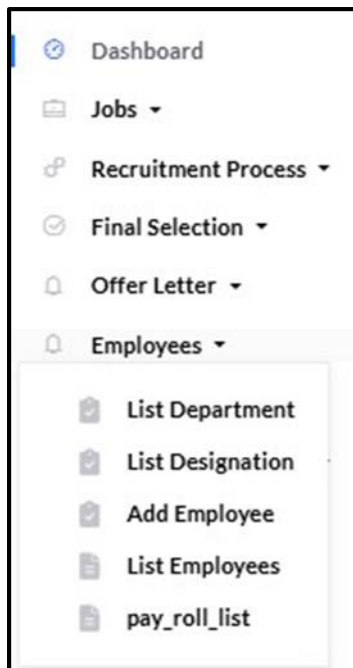 Dashboard
Jobs
Recruitment Process
Final Selection
Offer Letter
Employees
List Department
List Designation
Add Employee
List Employees
pay_roll_list